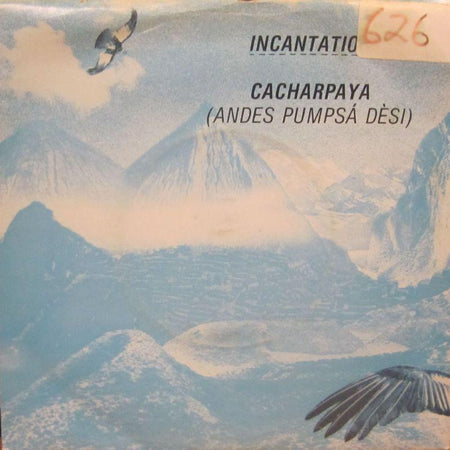 INCANTATIO
626
CACHARPAYA
(ANDES PUMPSÁ DÈSI)